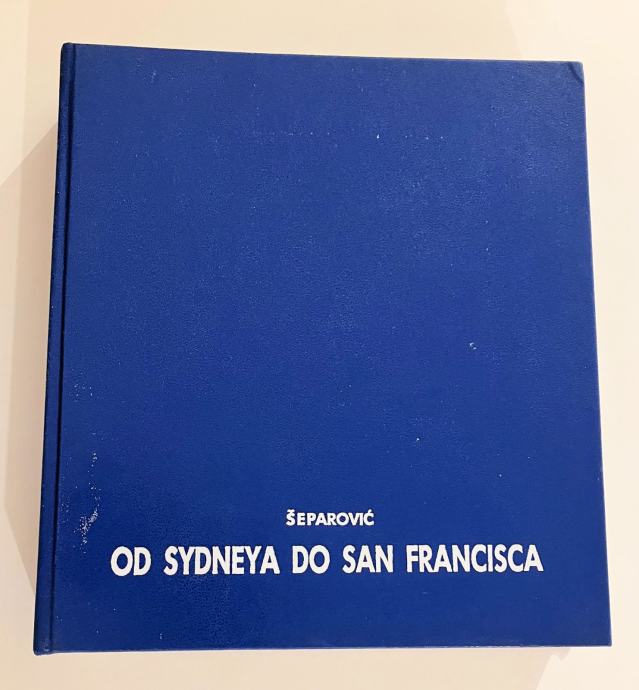 ŠEPAROVIĆ
OD SYDNEYA DO SAN FRANCISCA